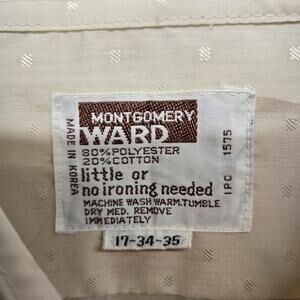 MONTGOMERY
WARD
80% POLYESTER
20% COTTON
little or
no ironing needed
MACHINE WASH WARM. TUMBLE
DRY MED. REMOVE
IMMEDIATELY
MADE IN KOREA
IPC 1575
17-34-35